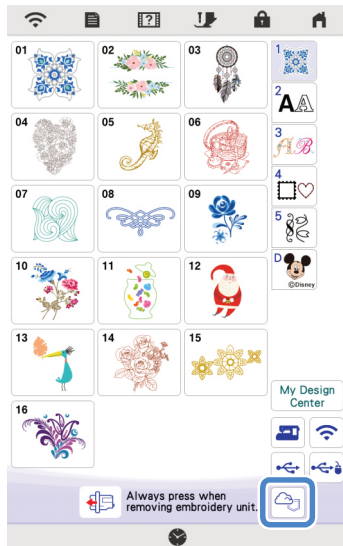 01
02
03
1
2
AA
04
05
06
3
A B
4
07
08
09
5
D
©Disney
10
11
12
13
14
15
My Design
Center
16
Always press when
removing embroidery unit.